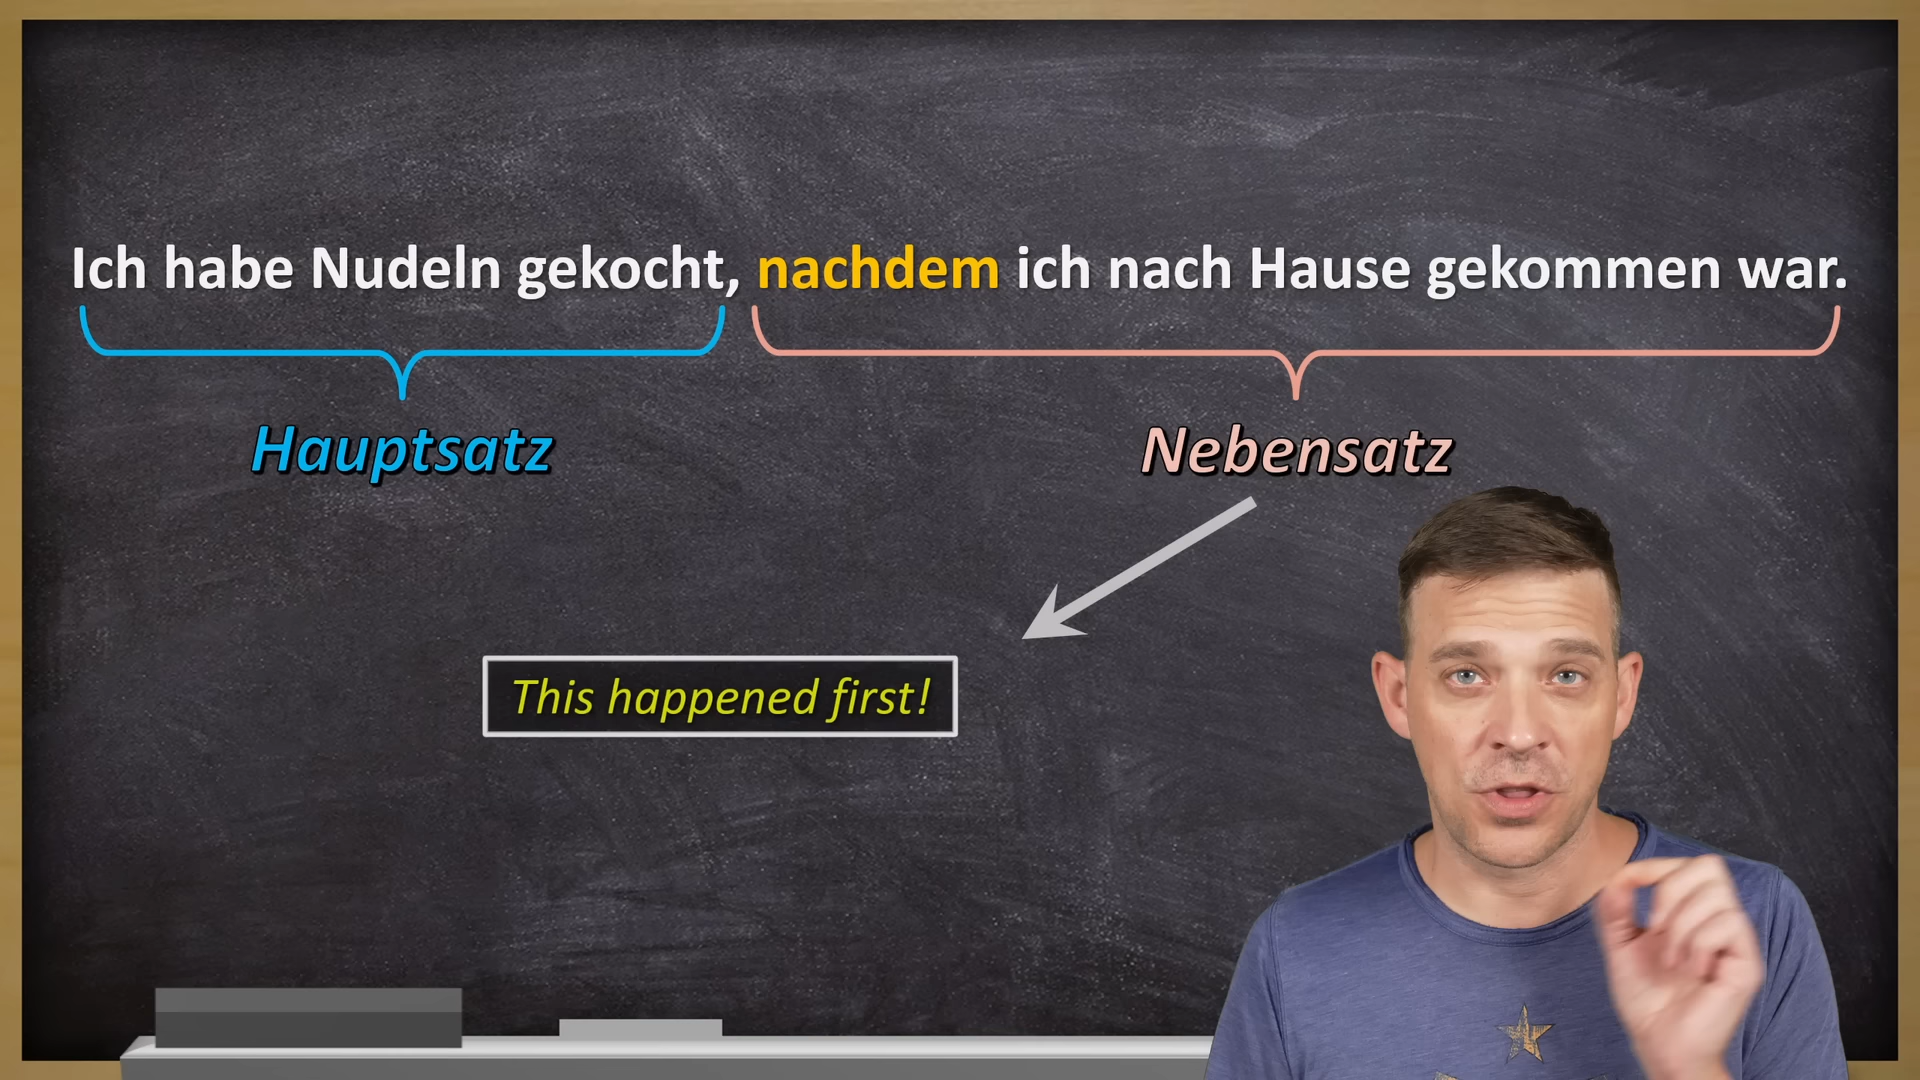 Ich habe Nudeln gekocht, nachdem ich nach Hause gekommen war.
Hauptsatz
Nebensatz
This happened first!